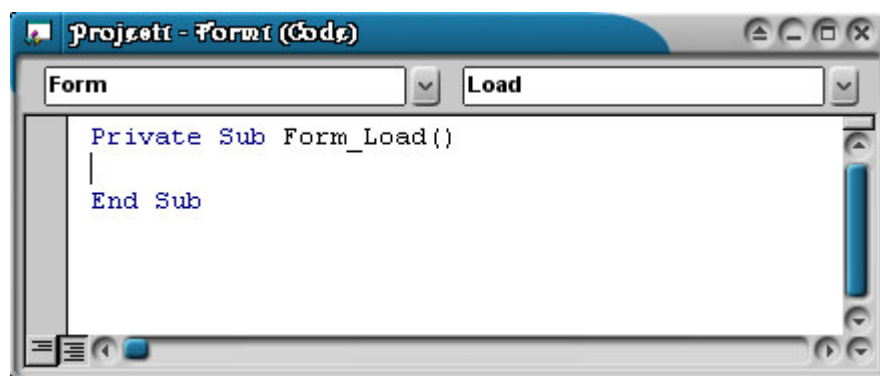 Project1 - Form1 (Code)
Form
Load
Private Sub Form_Load()
End Sub